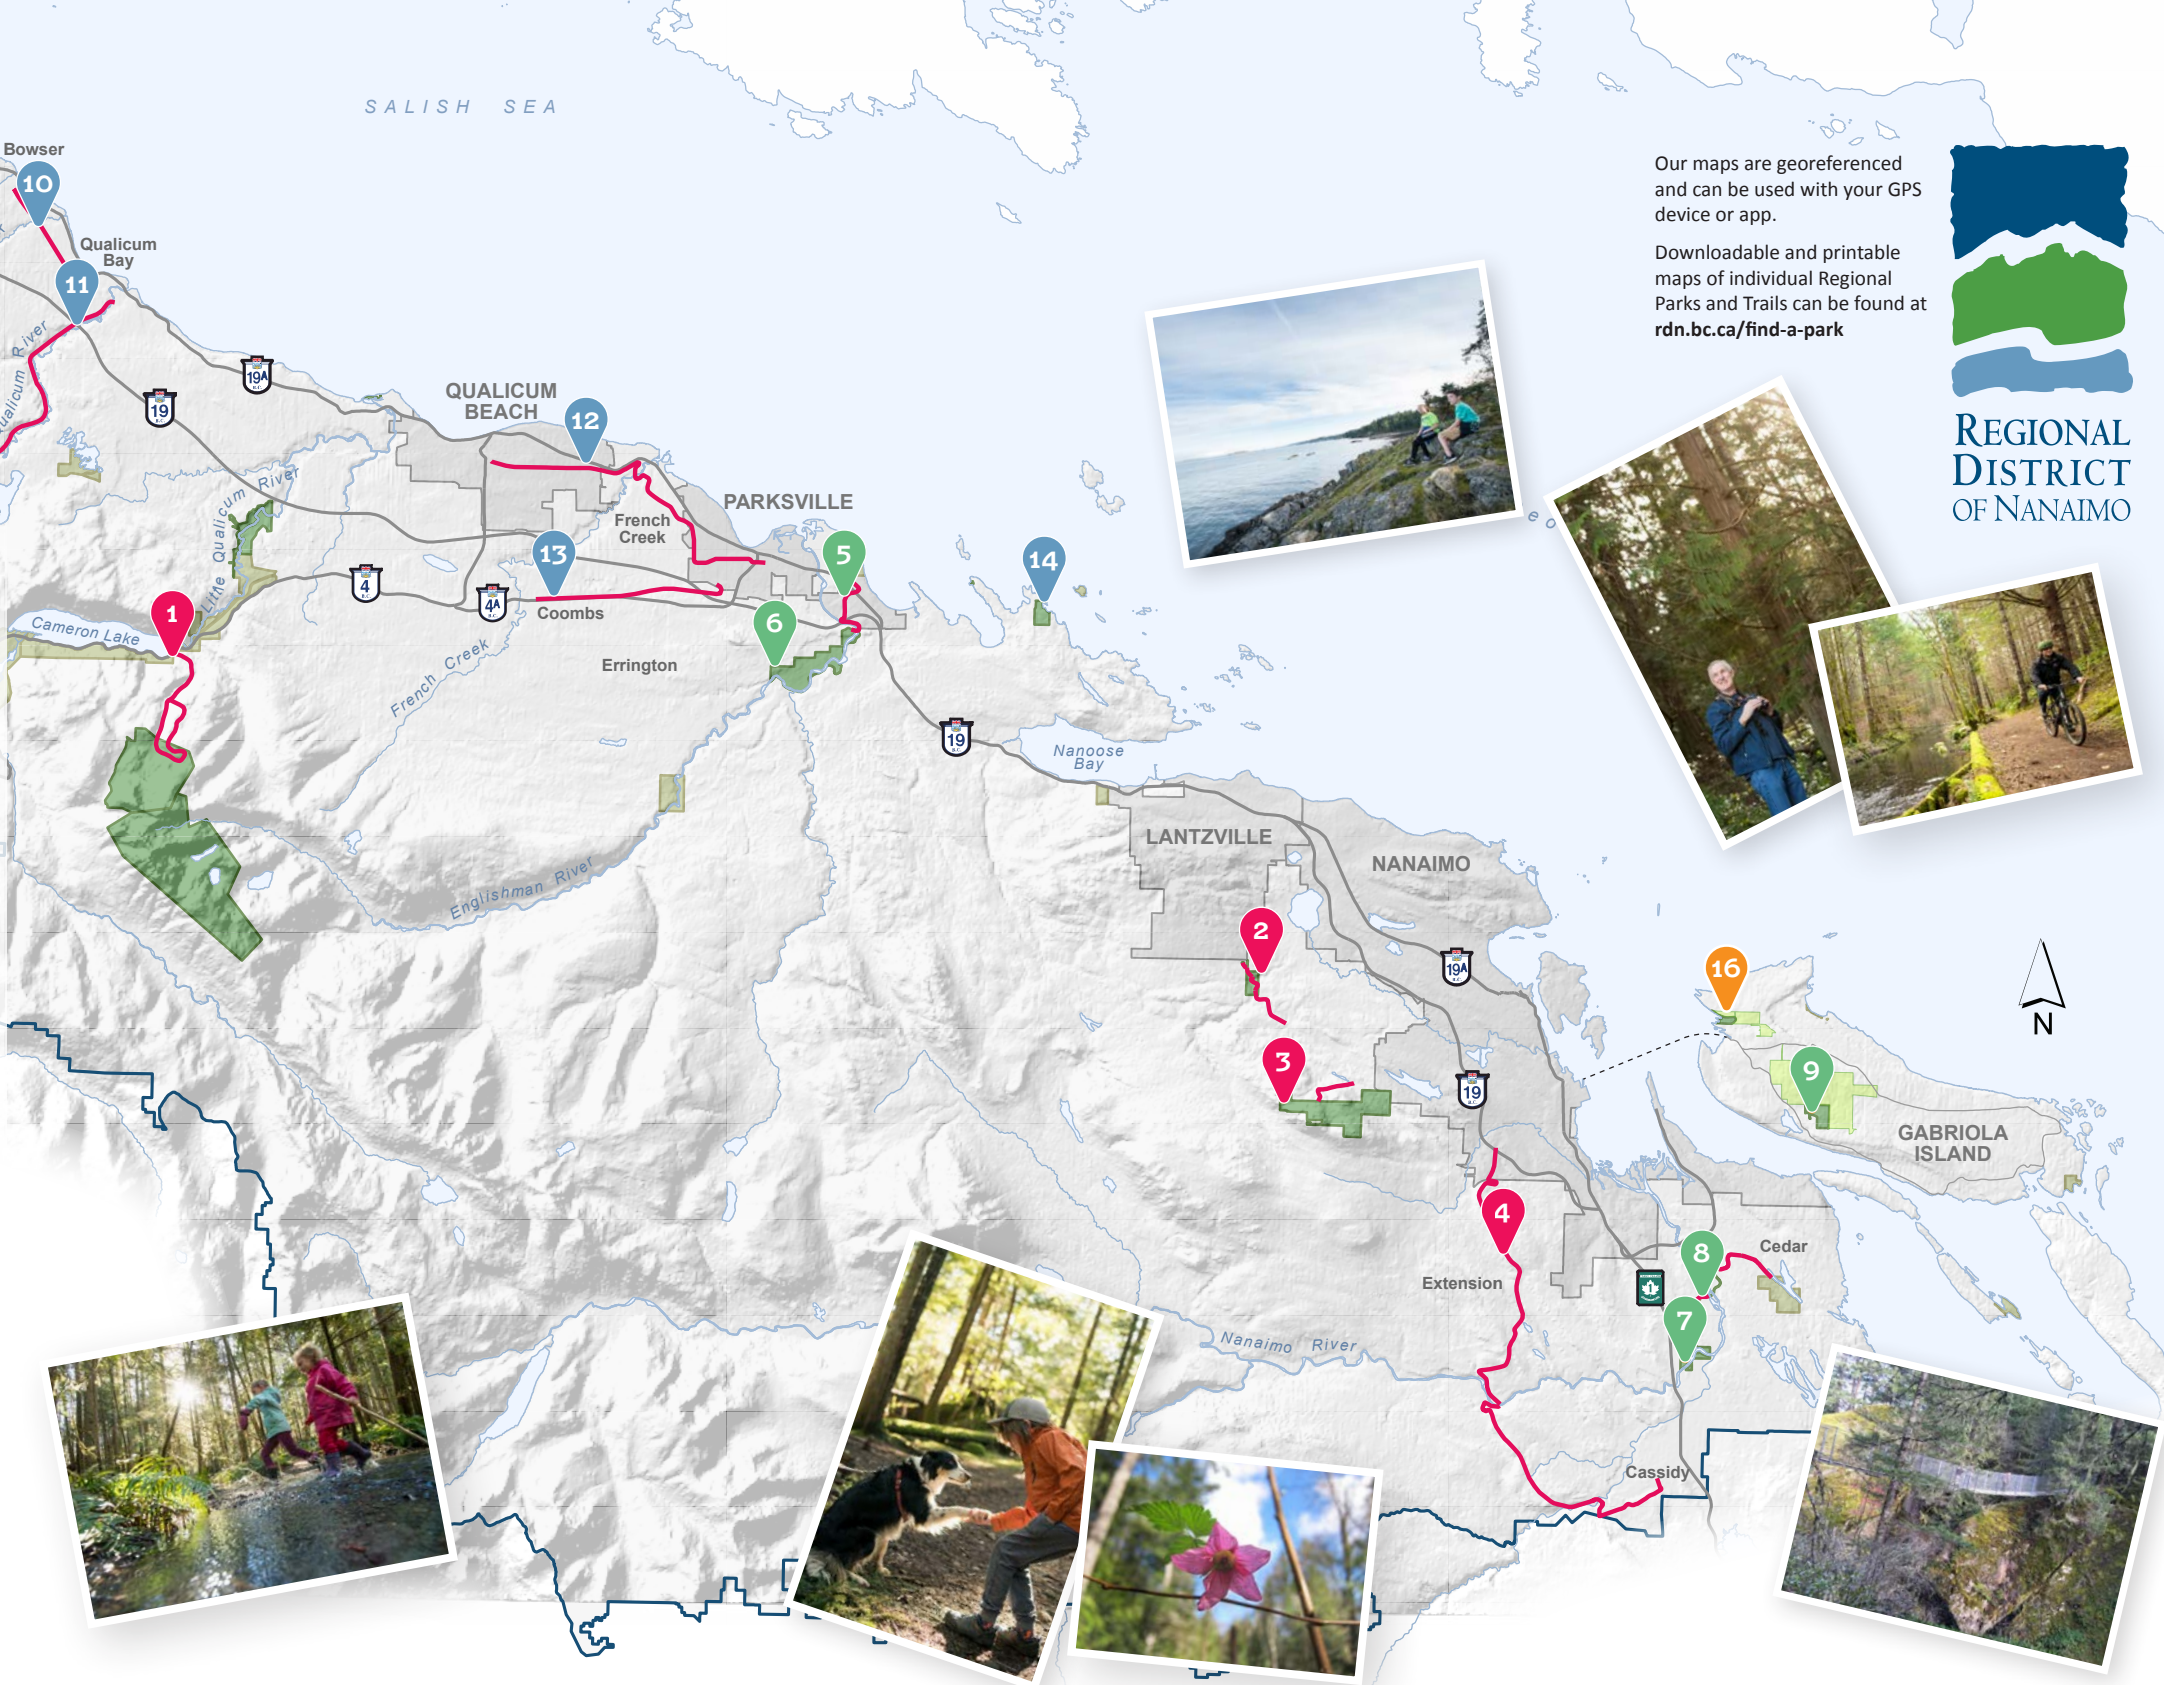 SALISH SEA
Bowser
10
Qualicum
Bay
11
Our maps are georeferenced
and can be used with your GPS
device or app.
Downloadable and printable
maps of individual Regional
Parks and Trails can be found at
rdn.bc.ca/find-a-park
REGIONAL
DISTRICT
OF NANAIMO
Qualicum River
19A
19
QUALICUM
BEACH
12
PARKSVILLE
French
Creek
Little Qualicum River
13
5
14
4
4A
Coombs
1
Cameron Lake
6
Errington
French Creek
19
Nanoose
Bay
LANTZVILLE
NANAIMO
Englishman River
2
19A
16
N
3
19
9
GABRIOLA
ISLAND
4
8
Cedar
Extension
1
7
Nanaimo River
Cassidy